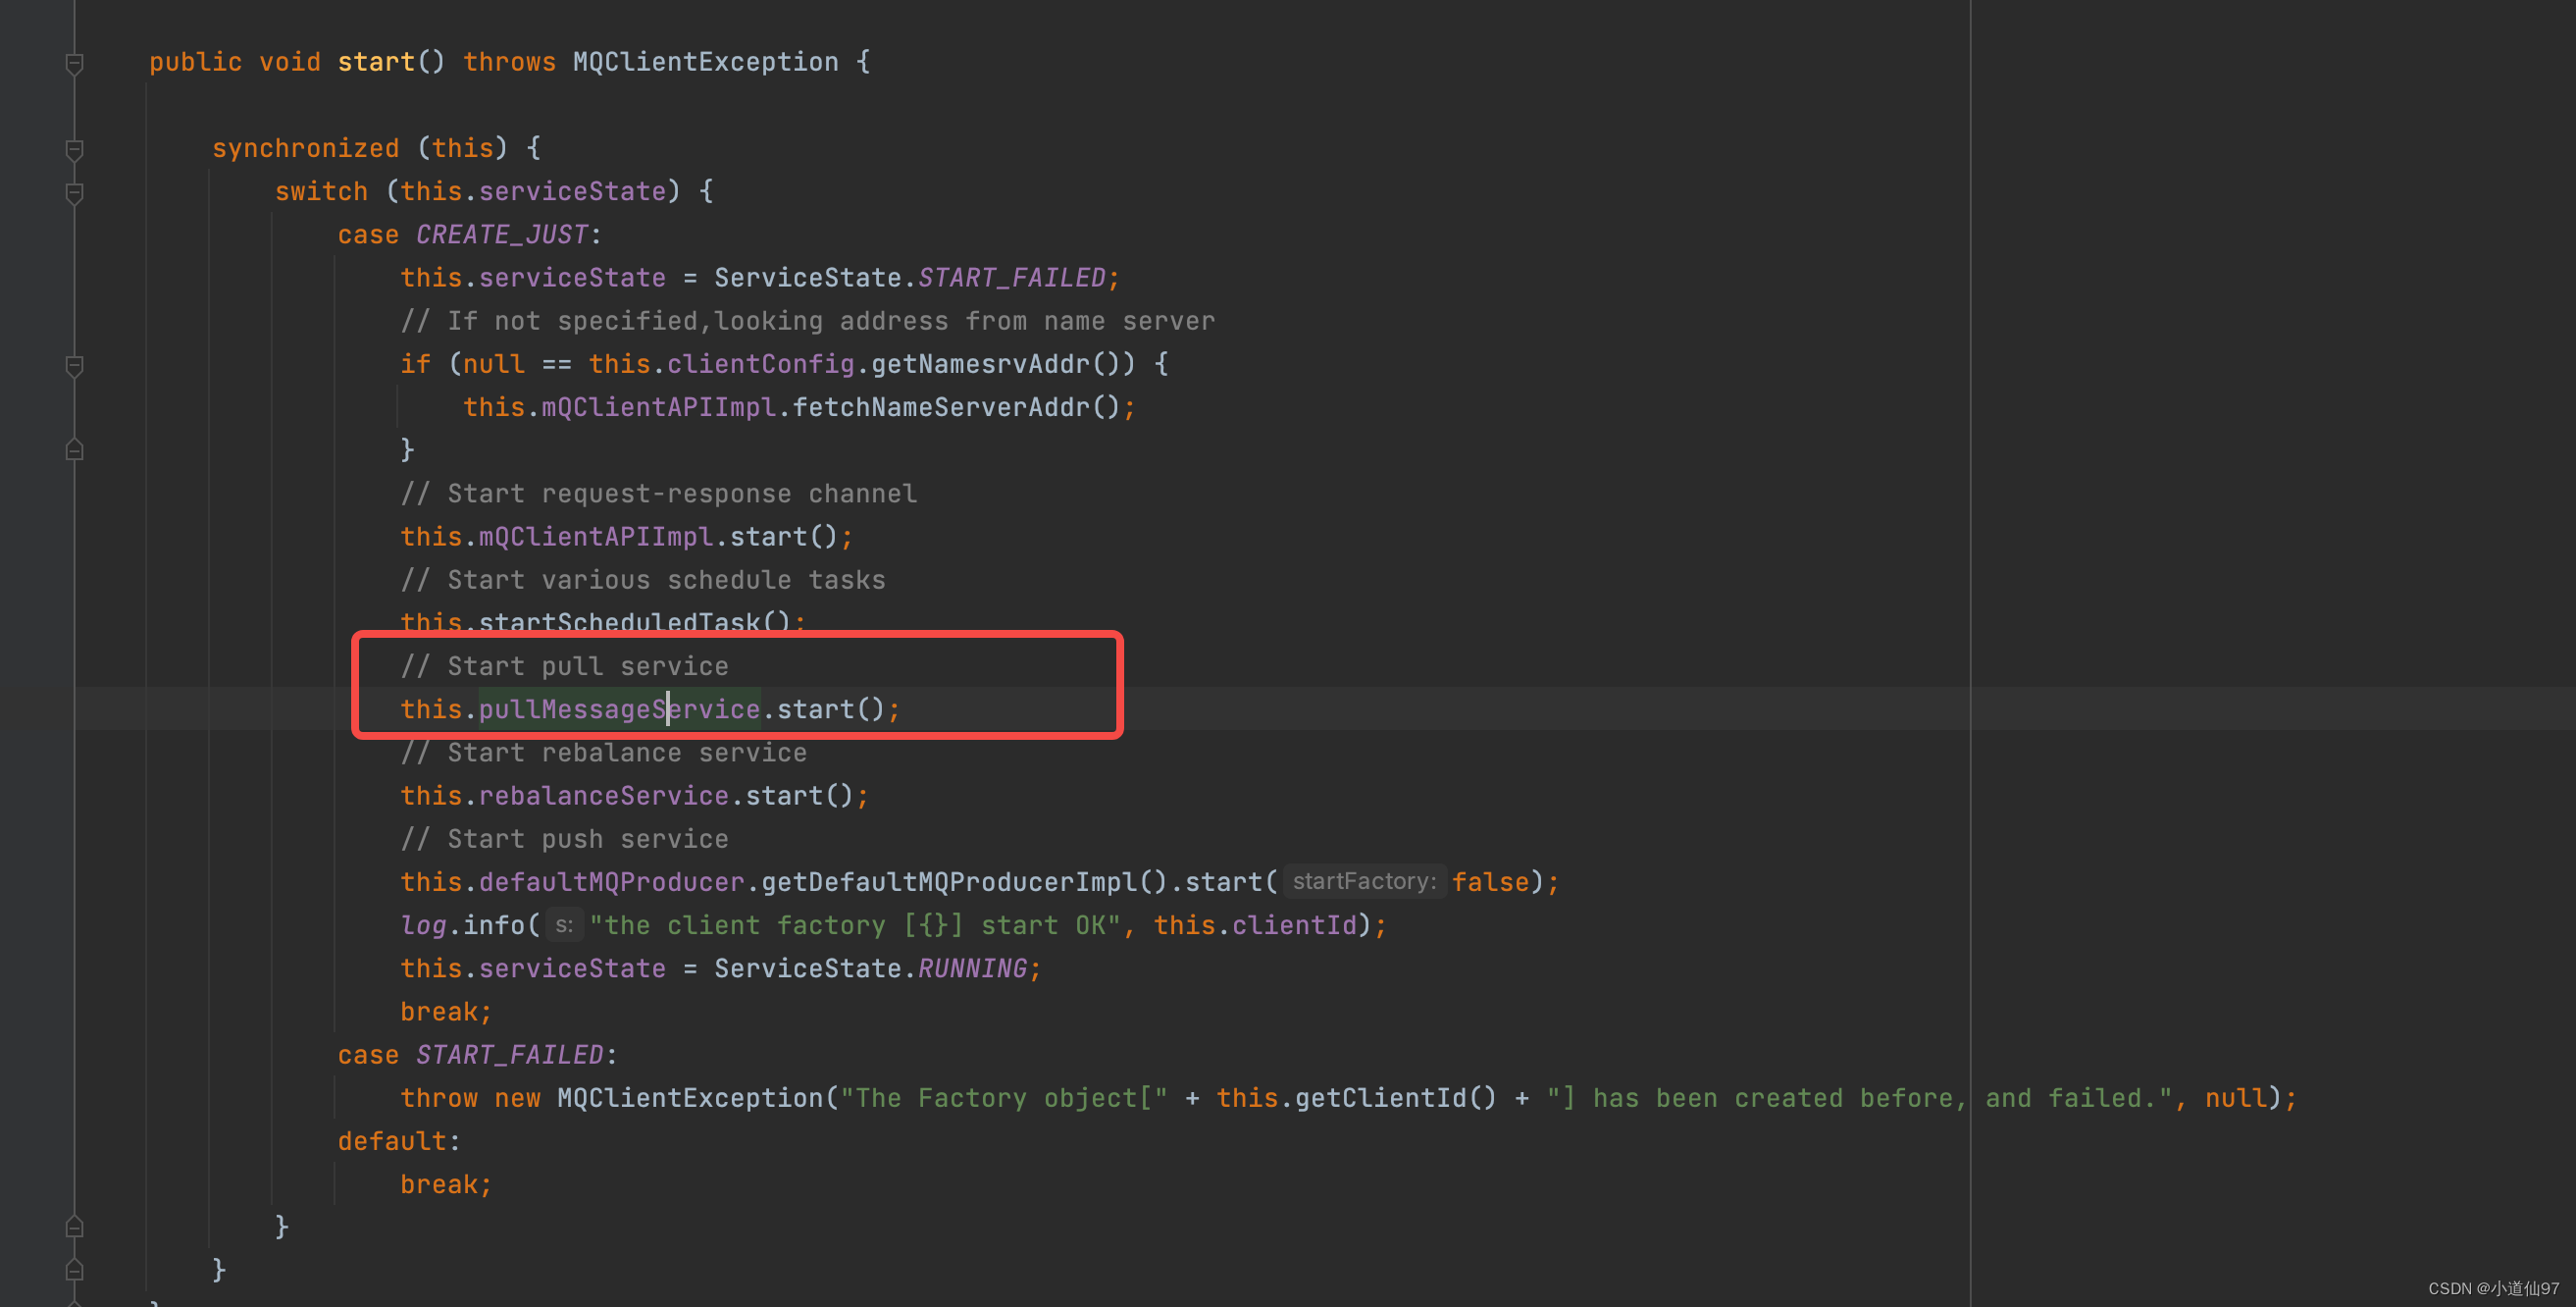 public void start() throws MQClientException {
synchronized (this) {
switch (this.serviceState) {
case CREATE_JUST:
this.serviceState = ServiceState.START_FAILED;
// If not specified,looking address from name server
if (null == this.clientConfig.getNamesrvAddr()) {
this.mQClientAPIImpl.fetchNameServerAddr();
}
// Start request-response channel
this.mQClientAPIImpl.start();
// Start various schedule tasks
this.startScheduledTask();
// Start pull service
this.pullMessageService.start();
// Start rebalance service
this.rebalanceService.start();
// Start push service
this.defaultMQProducer.getDefaultMQProducerImpl().start( startFactory: false);
log.info( s: "the client factory [{}] start OK", this.clientId);
this.serviceState = ServiceState.RUNNING;
break;
case START_FAILED:
throw new MQClientException("The Factory object[" + this.getClientId() + "] has been created before, and failed.", null);
default:
break;
}
}
}
CSDN @小道仙97